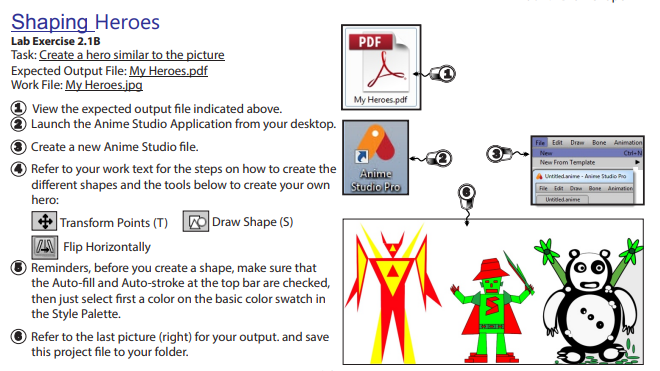 Shaping Heroes
Lab Exercise 2.1B
Task: Create a hero similar to the picture
Expected Output File: My Heroes.pdf
Work File: My Heroes.jpg
1 View the expected output file indicated above.
2 Launch the Anime Studio Application from your desktop.
3 Create a new Anime Studio file.
4 Refer to your work text for the steps on how to create the
different shapes and the tools below to create your own
hero:
Transform Points (T)
Draw Shape (S)
Flip Horizontally
5 Reminders, before you create a shape, make sure that
the Auto-fill and Auto-stroke at the top bar are checked,
then just select first a color on the basic color swatch in
the Style Palette.
6 Refer to the last picture (right) for your output. and save
this project file to your folder.
PDF
My Heroes.pdf
1
Anime
Studio Pro
2
3
File Edit Draw Bone Animation
New Ctrl+N
New From Template
Untitled.anime - Anime Studio Pro
File Edit Draw Bone Animation
Untitled.anime
6
S